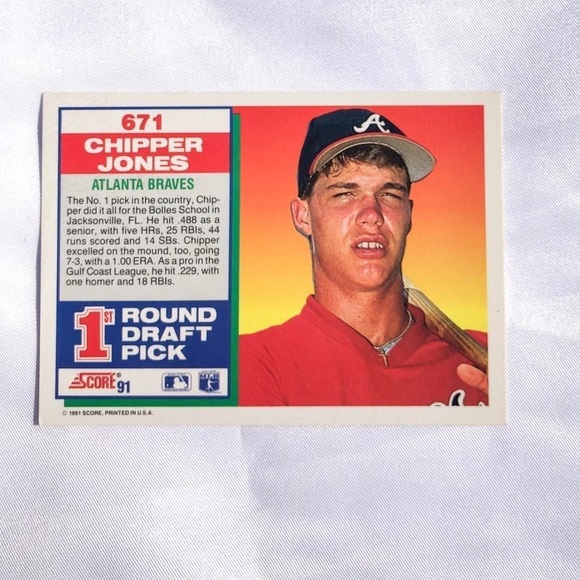 671
CHIPPER
JONES
ATLANTA BRAVES
The No. 1 pick in the country, Chip-
per did it all for the Bolles School in
Jacksonville, FL. He hit .488 as a
senior, with five HRs, 25 RBIs, 44
runs scored and 14 SBs. Chipper
excelled on the mound, too, going
7-3, with a 1.00 ERA. As a pro in the
Gulf Coast League, he hit .229, with
one homer and 18 RBIs.
1ST ROUND
DRAFT
PICK
SCORE® 91
© 1991 SCORE, PRINTED IN U.S.A.
A